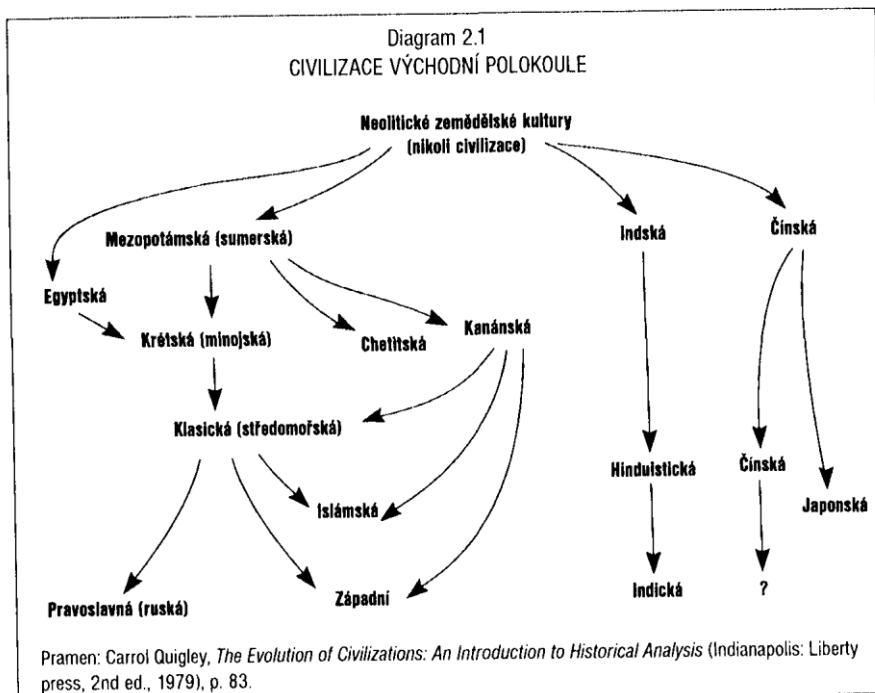 Diagram 2.1
CIVILIZACE VÝCHODNÍ POLOKOULE
Neolitické zemědělské kultury
(nikoli civilizace)
Mezopotámská (sumerská)
Indská
Čínská
Egyptská
Krétská (minojská)
Chetitská
Kanánská
Klasická (středomořská)
Hinduistická
Čínská
Japonská
Islámská
Pravoslavná (ruská)
Západní
Indická
?
Pramen: Carrol Quigley, The Evolution of Civilizations: An Introduction to Historical Analysis (Indianapolis: Liberty
press, 2nd ed., 1979), p. 83.